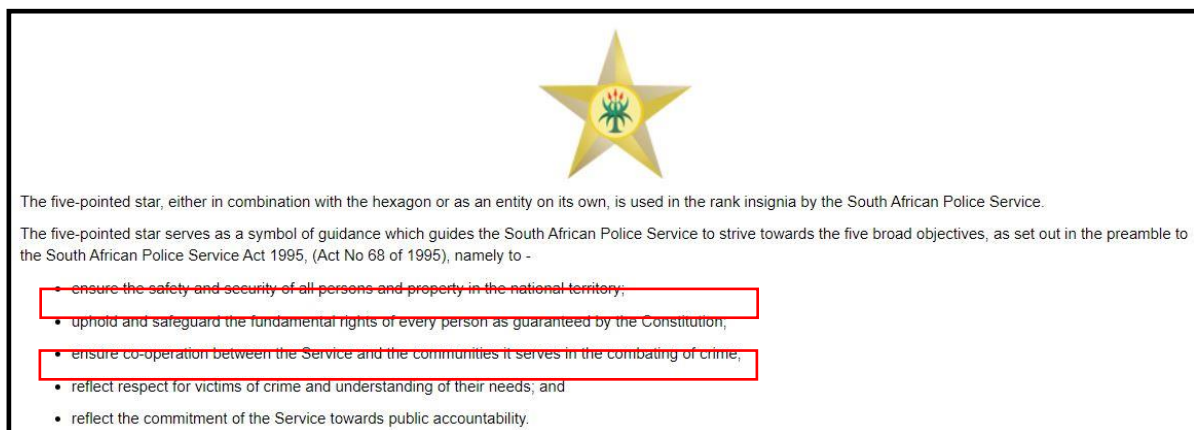 The five-pointed star, either in combination with the hexagon or as an entity on its own, is used in the rank insignia by the South African Police Service.
The five-pointed star serves as a symbol of guidance which guides the South African Police Service to strive towards the five broad objectives, as set out in the preamble to
the South African Police Service Act 1995, (Act No 68 of 1995), namely to -
• ensure the safety and security of all persons and property in the national territory;
• uphold and safeguard the fundamental rights of every person as guaranteed by the Constitution;
• ensure co-operation between the Service and the communities it serves in the combating of crime;
• reflect respect for victims of crime and understanding of their needs; and
• reflect the commitment of the Service towards public accountability.